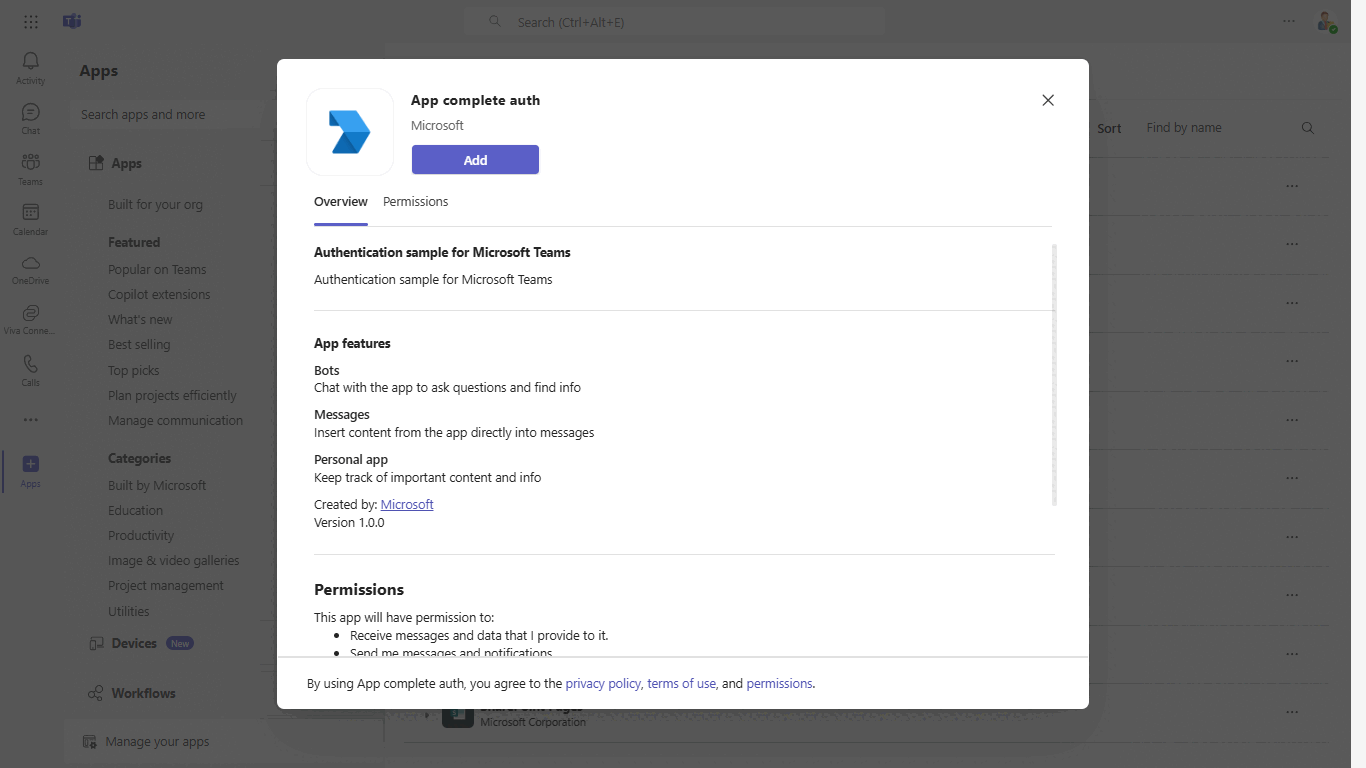 Search (Ctrl+Alt+E)
Activity
Chat
Teams
Calendar
OneDrive
Viva Conne...
Calls
Apps
Apps
Search apps and more
Apps
Built for your org
Featured
Popular on Teams
Copilot extensions
What's new
Best selling
Top picks
Plan projects efficiently
Manage communication
Categories
Built by Microsoft
Education
Productivity
Image & video galleries
Project management
Utilities
Devices New
Workflows
Manage your apps
Sort
Find by name
App complete auth
Microsoft
Add
Overview Permissions
Authentication sample for Microsoft Teams
Authentication sample for Microsoft Teams
App features
Bots
Chat with the app to ask questions and find info
Messages
Insert content from the app directly into messages
Personal app
Keep track of important content and info
Created by: Microsoft
Version 1.0.0
Permissions
This app will have permission to:
• Receive messages and data that I provide to it.
• Send me messages and notifications
By using App complete auth, you agree to the privacy policy, terms of use, and permissions.
SharePoint Pages
Microsoft Corporation